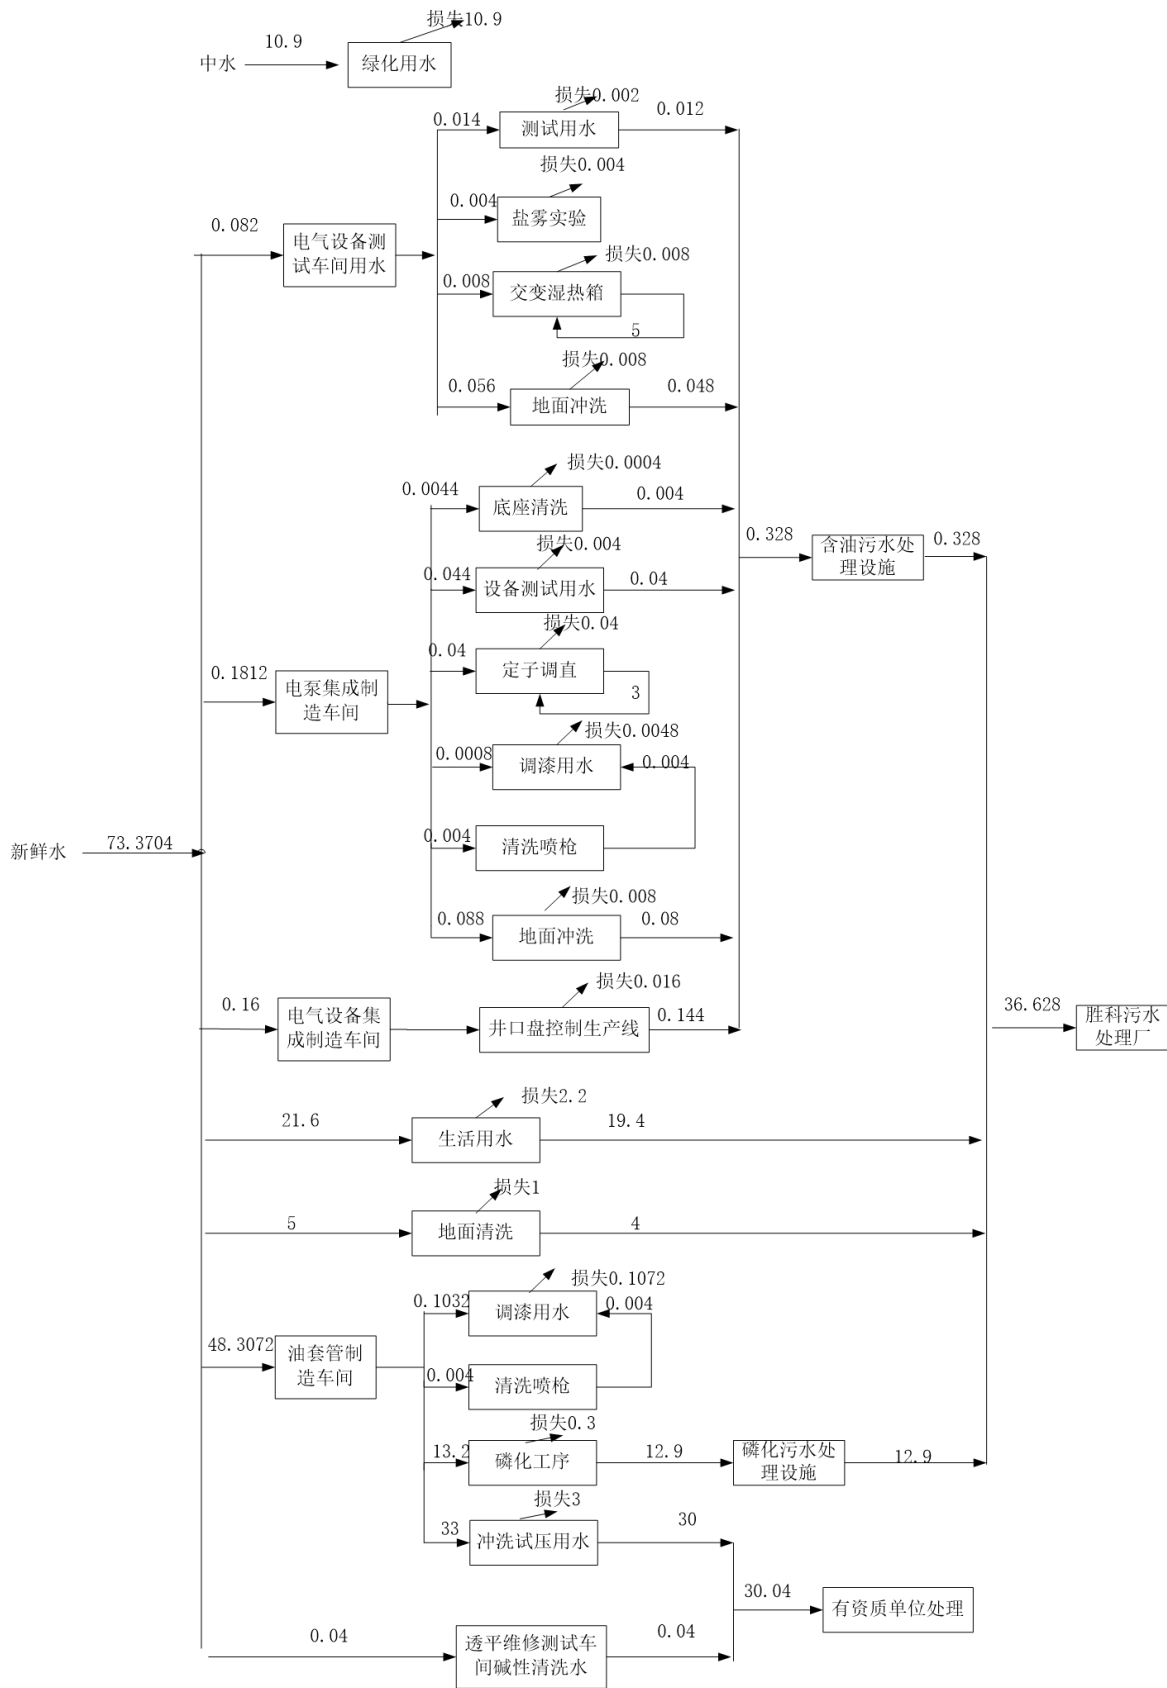 损失10.9
10.9
中水
绿化用水
损失0.002
0.014
测试用水
0.012
损失0.004
0.004
盐雾实验
0.082
电气设备测
试车间用水
损失0.008
0.008
交变湿热箱
5
损失0.008
0.056
地面冲洗
0.048
损失0.0004
0.0044
底座清洗
0.004
损失0.004
0.044
设备测试用水
0.04
0.328
含油污水处
理设施
0.328
损失0.04
0.04
定子调直
3
0.1812
电泵集成制
造车间
损失0.0048
0.0008
调漆用水
0.004
0.004
清洗喷枪
新鲜水
73.3704
损失0.008
0.088
地面冲洗
0.08
损失0.016
0.16
电气设备集
成制造车间
井口盘控制生产线
0.144
36.628
胜科污水
处理厂
损失2.2
21.6
生活用水
19.4
损失1
5
地面清洗
4
损失0.1072
0.1032
调漆用水
0.004
48.3072
油套管制
造车间
0.004
清洗喷枪
损失0.3
13.2
磷化工序
12.9
磷化污水处
理设施
12.9
损失3
33
冲洗试压用水
30
30.04
有资质单位处理
0.04
透平维修测试车
间碱性清洗水
0.04